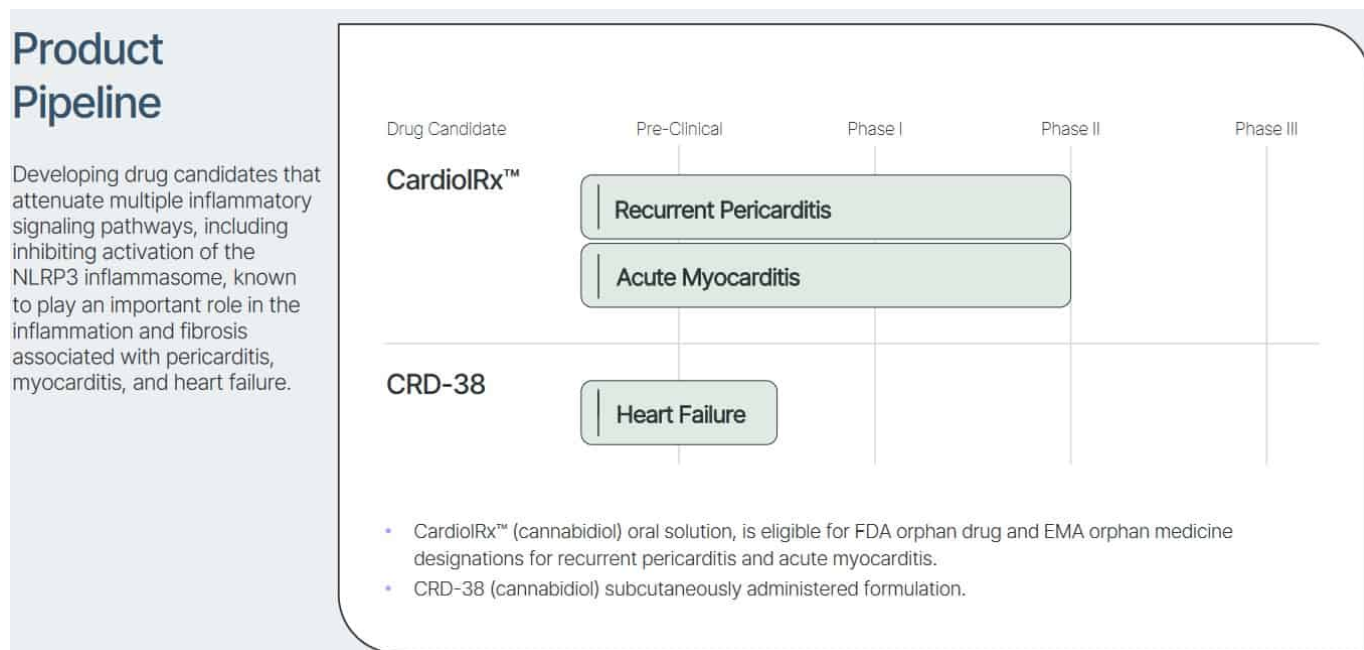 Product
Pipeline
Developing drug candidates that
attenuate multiple inflammatory
signaling pathways, including
inhibiting activation of the
NLRP3 inflammasome, known
to play an important role in the
inflammation and fibrosis
associated with pericarditis,
myocarditis, and heart failure.
Drug Candidate Pre-Clinical Phase I Phase II Phase III
CardiolRx™
Recurrent Pericarditis
Acute Myocarditis
CRD-38
Heart Failure
• CardiolRx™ (cannabidiol) oral solution, is eligible for FDA orphan drug and EMA orphan medicine
designations for recurrent pericarditis and acute myocarditis.
• CRD-38 (cannabidiol) subcutaneously administered formulation.